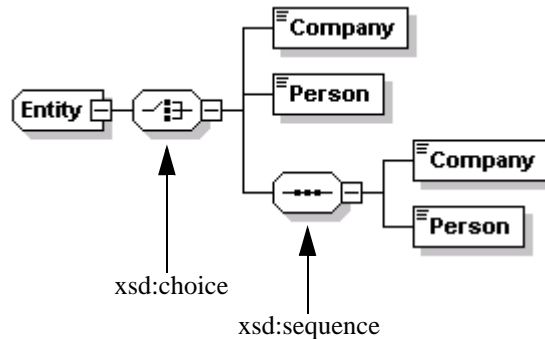 Company
Person
Entity
Company
Person
xsd:choice
xsd:sequence